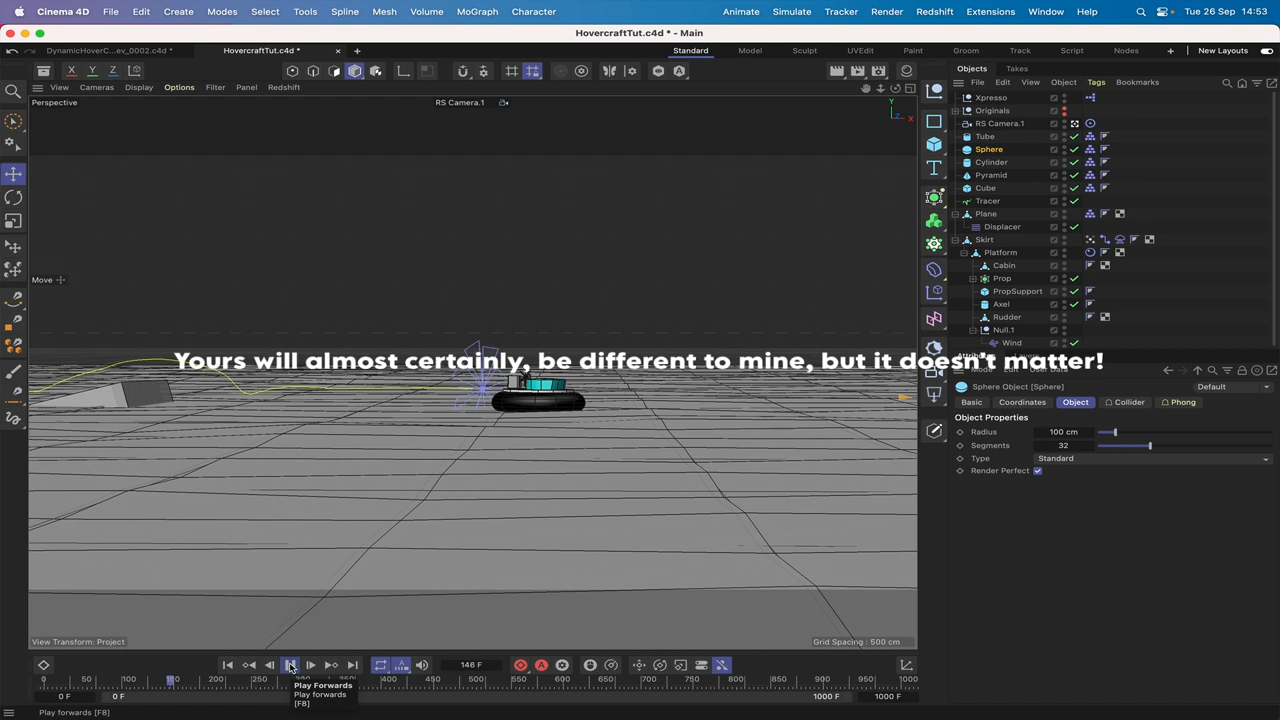 Cinema 4D File Edit Create Modes Select Tools Spline Mesh Volume MoGraph Character Animate Tracker Render Redshift Extensions Window Help Tue 26 Sep 14:53
HovercraftTut.c4d * - Main
DynamicHoverC...ev_0002.c4d * HovercraftTut.c4d * Standard Model Sculpt UVEdit Paint Groom Track Script Nodes New Layouts
X Y Z
Objects Takes
View Cameras Display Options Filter Panel Redshift
File Edit View Object Tags Bookmarks
Perspective
RS Camera.1
Y
Z X
Xpresso
Originals
RS Camera.1
Tube
Sphere
Cylinder
Pyramid
Cube
Tracer
Plane
Displacer
Skirt
Platform
Cabin
Move
Prop
PropSupport
Axel
Rudder
Null.1
Wind
Yours will almost certainly, be different to mine, but it doesn't matter!
Mode Edit
Sphere Object [Sphere] Default
Basic Coordinates Object Collider Phong
Object Properties
Radius 100 cm
Segments 32
Type Standard
Render Perfect
View Transform: Project
Grid Spacing : 500 cm
146 F
0 50 100 200 400 450 500 550 600 650 700 750 800 850 900 950 1000
0 F 0 F 1000 F 1000 F
Play Forwards
Play forwards
[F8]
Play forwards [F8]